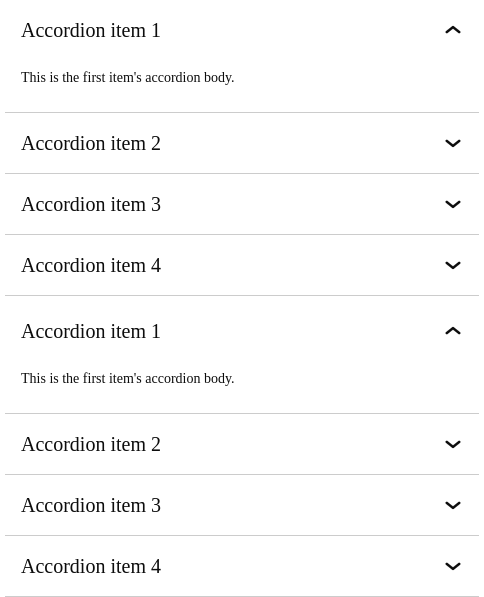 Accordion item 1
This is the first item's accordion body.
Accordion item 2
Accordion item 3
Accordion item 4
Accordion item 1
This is the first item's accordion body.
Accordion item 2
Accordion item 3
Accordion item 4